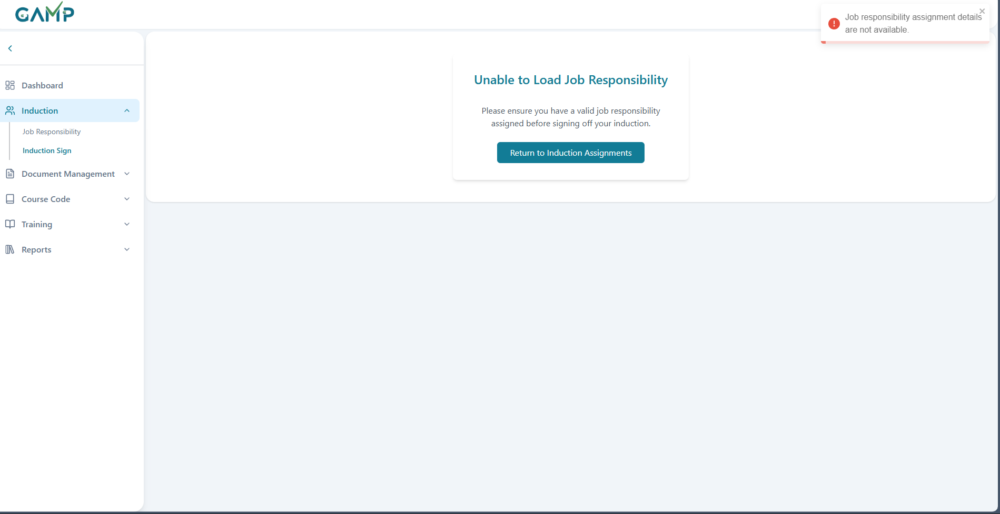 GAMP
Job responsibility assignment details
are not available.
Dashboard
Induction
Job Responsibility
Induction Sign
Document Management
Course Code
Training
Reports
Unable to Load Job Responsibility
Please ensure you have a valid job responsibility
assigned before signing off your induction.
Return to Induction Assignments